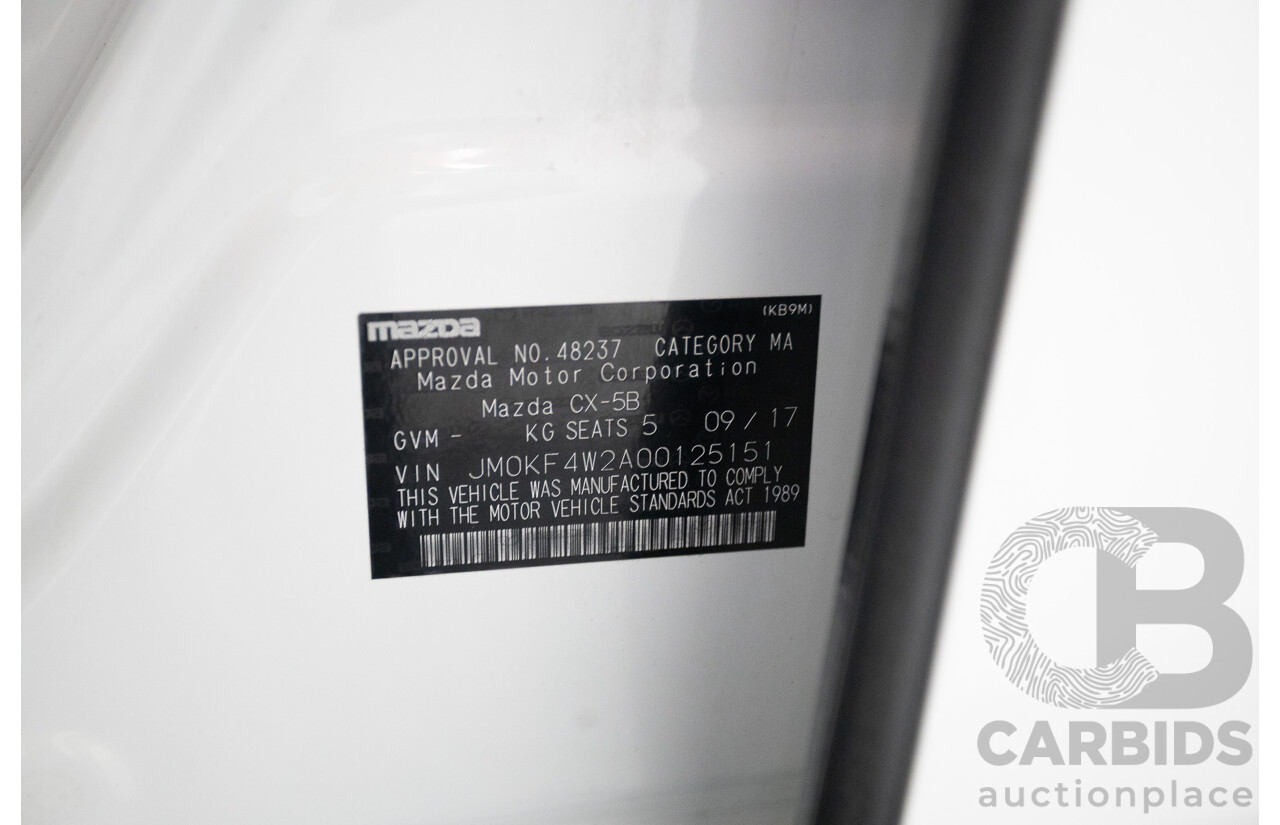 mazda (KB9M)
APPROVAL NO. 48237 CATEGORY MA
Mazda Motor Corporation
Mazda CX-5B
GVM - KG SEATS 5 09 / 17
VIN JM0KF4W2A00125151
THIS VEHICLE WAS MANUFACTURED TO COMPLY
WITH THE MOTOR VEHICLE STANDARDS ACT 1989
CB
CARBIDS
auctionplace